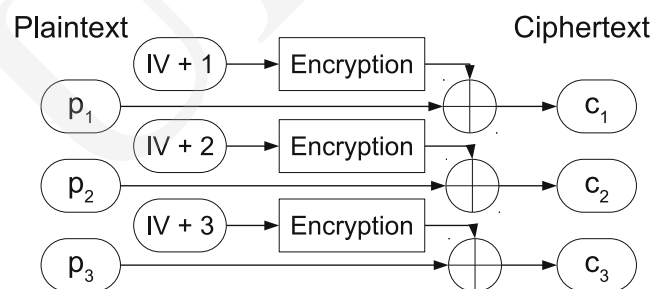 Plaintext Ciphertext
IV + 1 Encryption
p₁ c₁
IV + 2 Encryption
p₂ c₂
IV + 3 Encryption
p₃ c₃